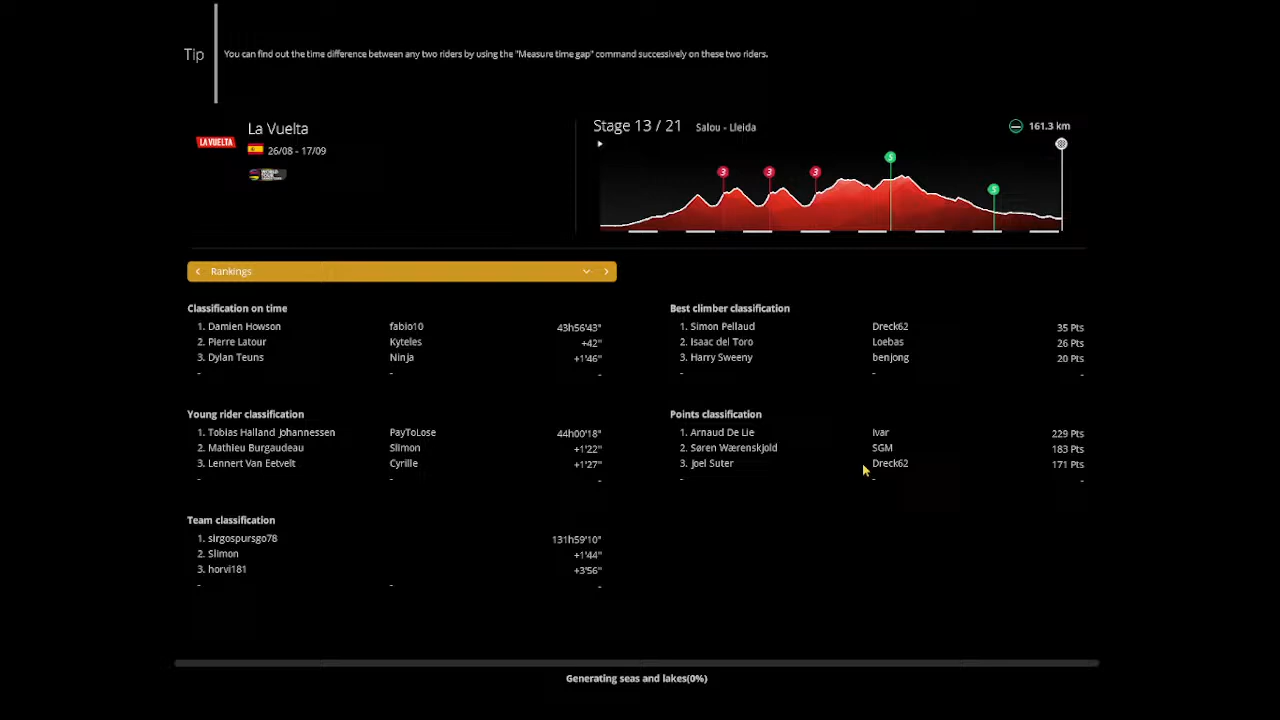 Tip
You can find out the time difference between any two riders by using the "Measure time gap" command successively on these two riders.
LA VUELTA
La Vuelta
26/08 - 17/09
WORLD TOUR
Stage 13 / 21 Salou - Lleida
161.3 km
3 3 3 S S
Rankings
Classification on time
1. Damien Howson fabio10 43h56'43"
2. Pierre Latour Kyteles +42"
3. Dylan Teuns Ninja +1'46"
- - -
Best climber classification
1. Simon Pellaud Dreck62 35 Pts
2. Isaac del Toro Loebas 26 Pts
3. Harry Sweeny benjong 20 Pts
- - -
Young rider classification
1. Tobias Halland Johannessen PayToLose 44h00'18"
2. Mathieu Burgaudeau Slimon +1'22"
3. Lennert Van Eetvelt Cyrille +1'27"
- - -
Points classification
1. Arnaud De Lie Ivar 229 Pts
2. Søren Wærenskjold SGM 183 Pts
3. Joel Suter Dreck62 171 Pts
- - -
Team classification
1. sirgospursgo78 131h59'10"
2. Slimon +1'44"
3. horvi181 +3'56"
- - -
Generating seas and lakes(0%)